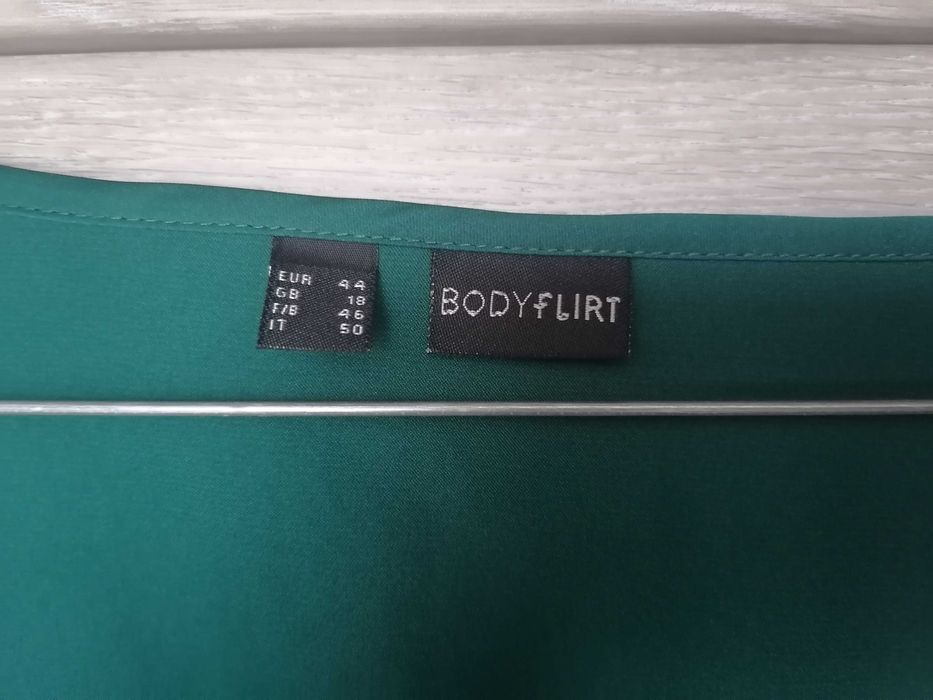 EUR 44
GB 18
F/B 46
IT 50
BODYFLIRT